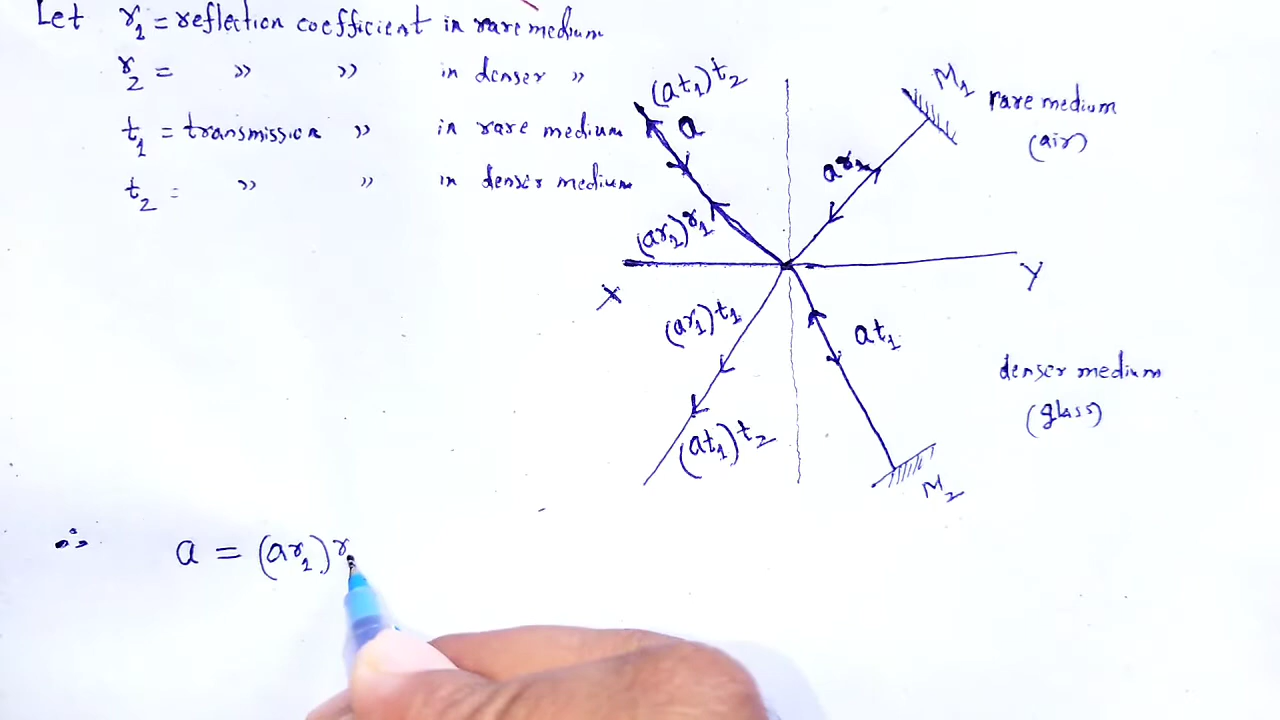 Let r₁ = reflection coefficient in rare medium
r₂ = ,, ,, in denser ,,
t₁ = transmission ,, in rare medium
t₂ = ,, ,, in denser medium
(at₁)t₂
a
(ar₁)r₁
ar₁
M₁
rare medium
(air)
X
Y
(ar₁)t₁
(at₁)t₂
at₁
denser medium
(glass)
M₂
∴ a = (ar₁)r